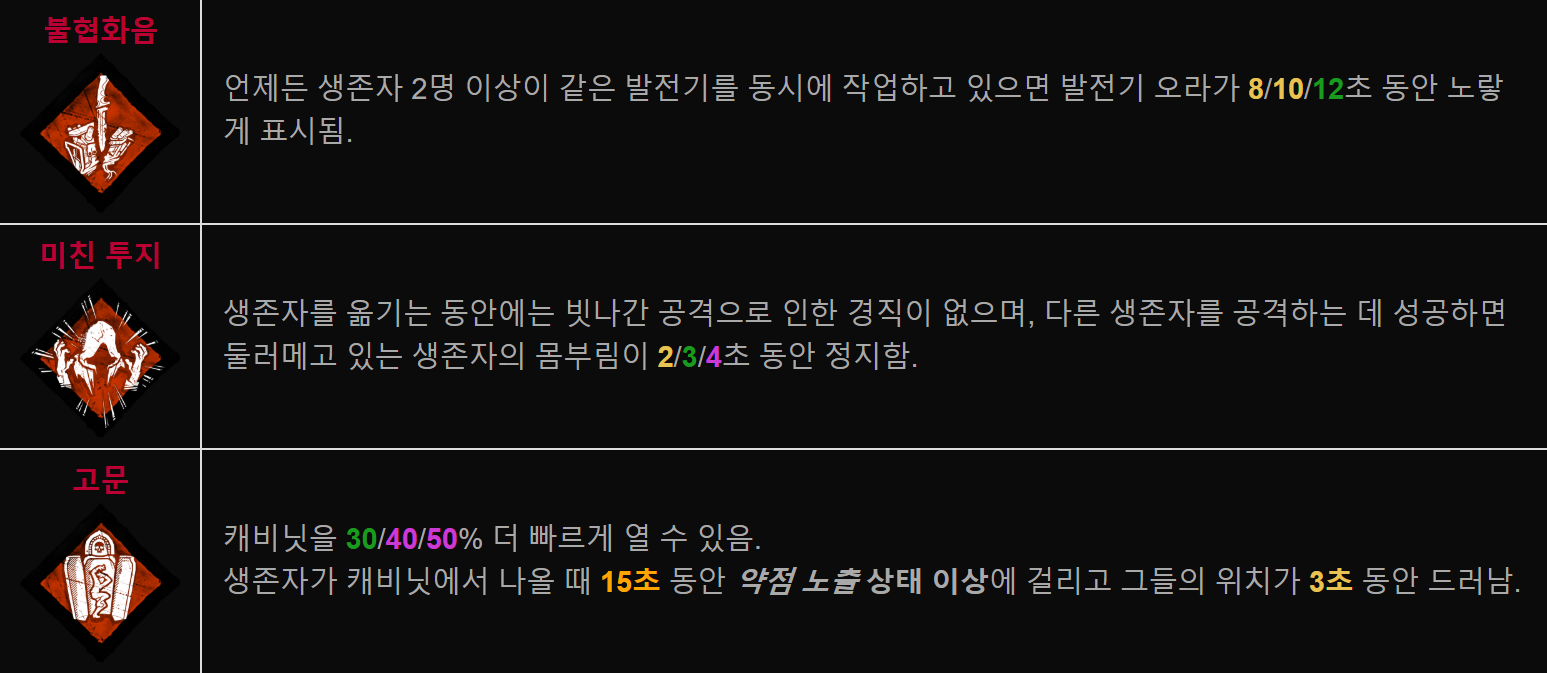 불협화음
언제든 생존자 2명 이상이 같은 발전기를 동시에 작업하고 있으면 발전기 오라가 8/10/12초 동안 노랗
게 표시됨.
미친 투지
생존자를 옮기는 동안에는 빗나간 공격으로 인한 경직이 없으며, 다른 생존자를 공격하는 데 성공하면
둘러메고 있는 생존자의 몸부림이 2/3/4초 동안 정지함.
고문
캐비닛을 30/40/50% 더 빠르게 열 수 있음.
생존자가 캐비닛에서 나올 때 15초 동안 약점 노출 상태 이상에 걸리고 그들의 위치가 3초 동안 드러남.